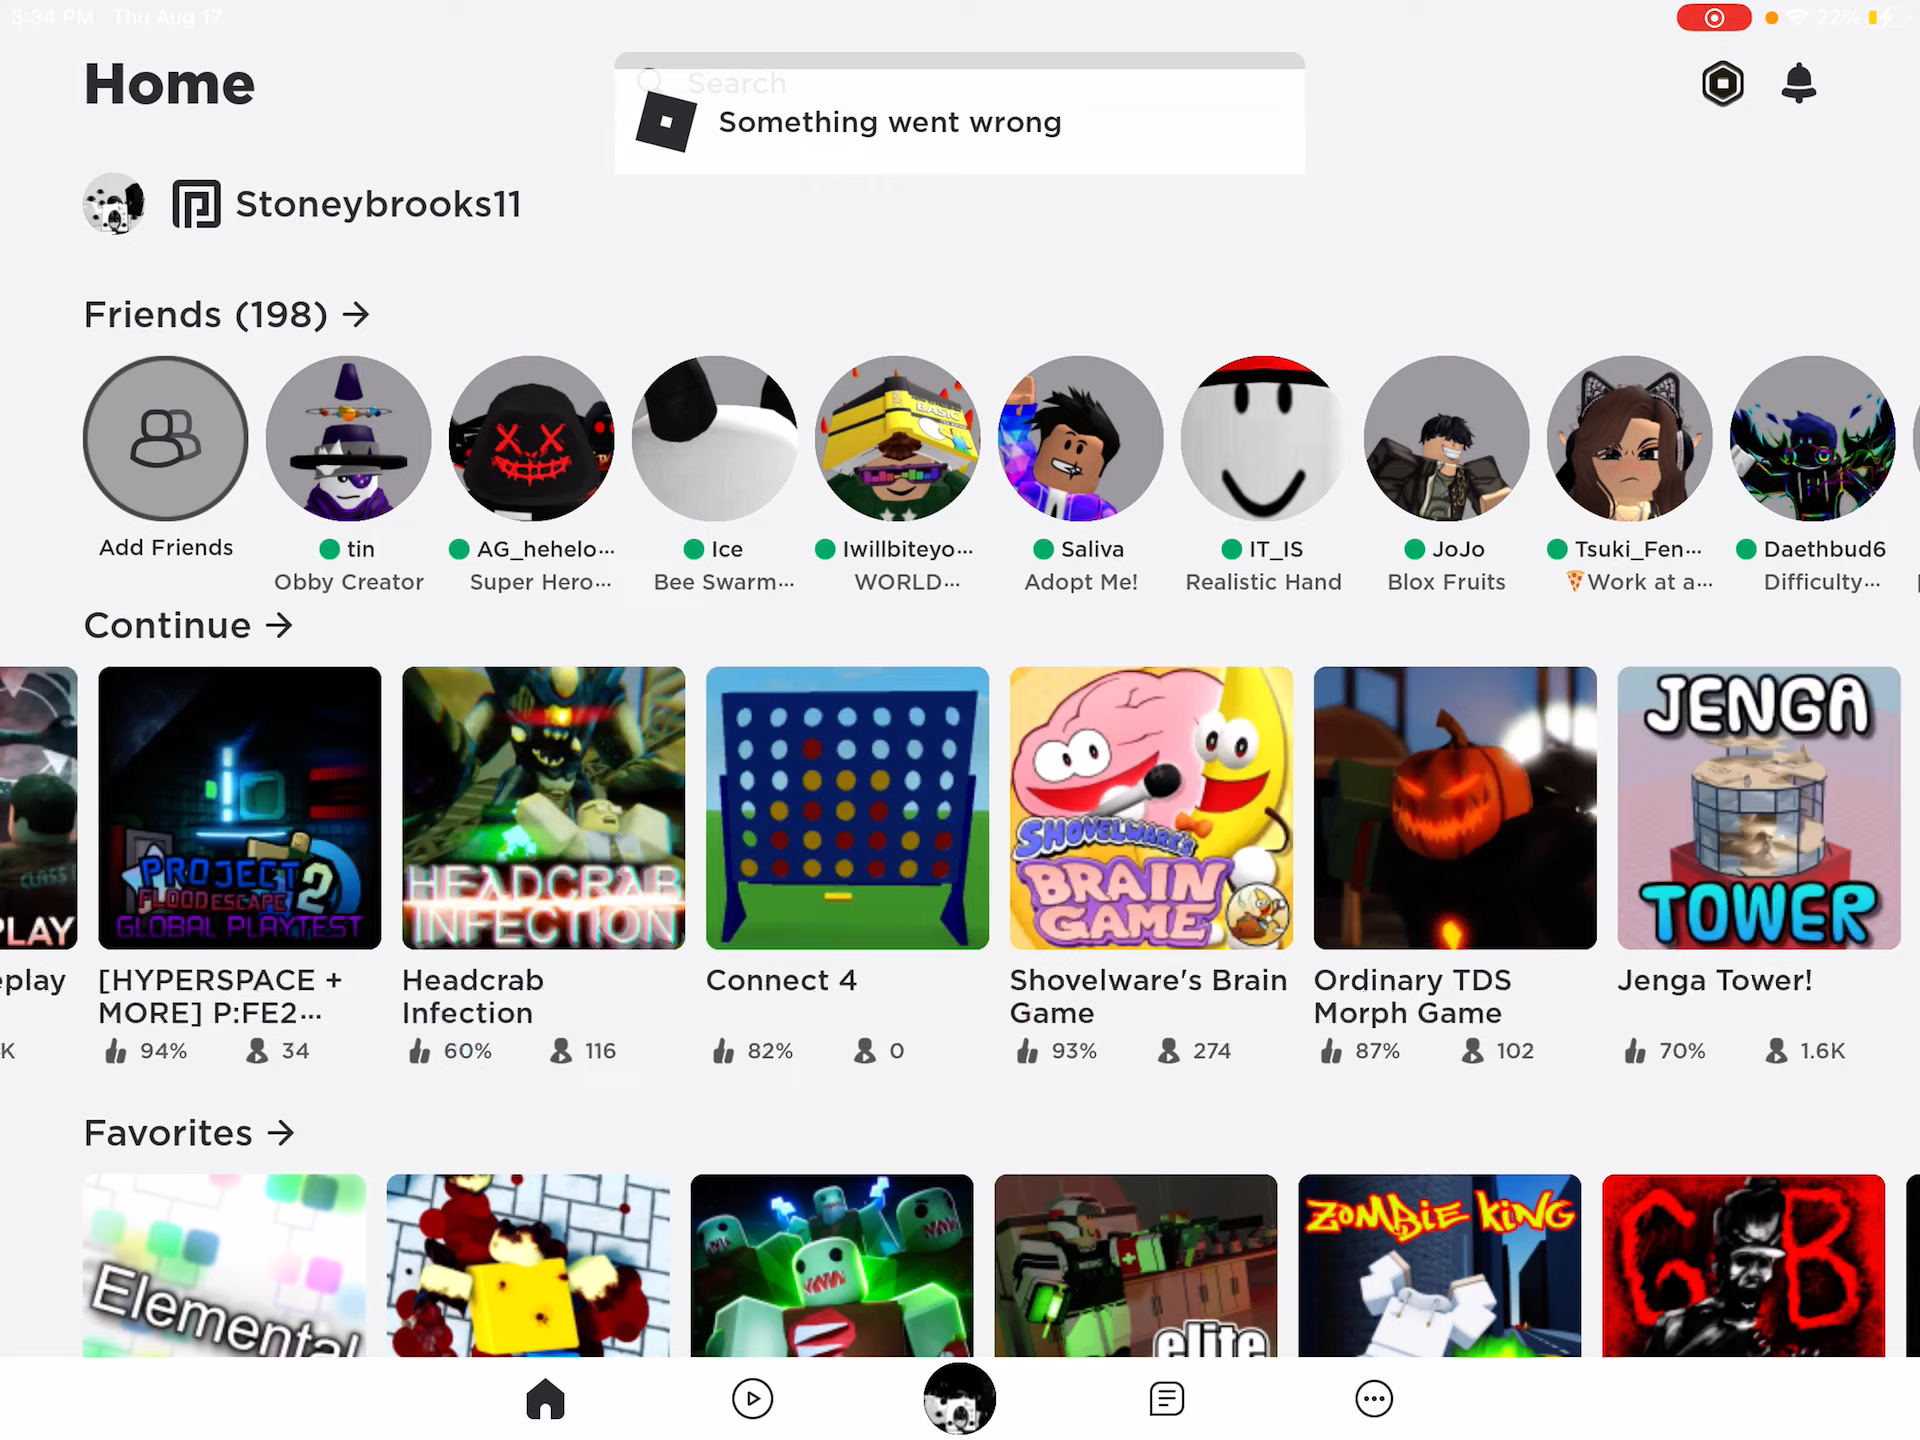 3:34 PM Thu Aug 17
22%
Home
Search
Something went wrong
Stoneybrooks11
Friends (198) →
BASIC
Add Friends
tin
Obby Creator
AG_hehelo...
Super Hero...
Ice
Bee Swarm...
Iwillbiteyo...
WORLD...
Saliva
Adopt Me!
IT_IS
Realistic Hand
JoJo
Blox Fruits
Tsuki_Fen...
🍕Work at a...
Daethbud6
Difficulty...
Continue →
CLASS
PLAY
PROJECT
FLOOD ESCAPE 2
GLOBAL PLAYTEST
HEADCRAB
INFECTION
SHOVELWARE'S
BRAIN
GAME
JENGA
TOWER
eplay
K
[HYPERSPACE +
MORE] P:FE2...
94% 34
Headcrab
Infection
60% 116
Connect 4
82% 0
Shovelware's Brain
Game
93% 274
Ordinary TDS
Morph Game
87% 102
Jenga Tower!
70% 1.6K
Favorites →
Elemental
elite
ZOMBIE KING
G B